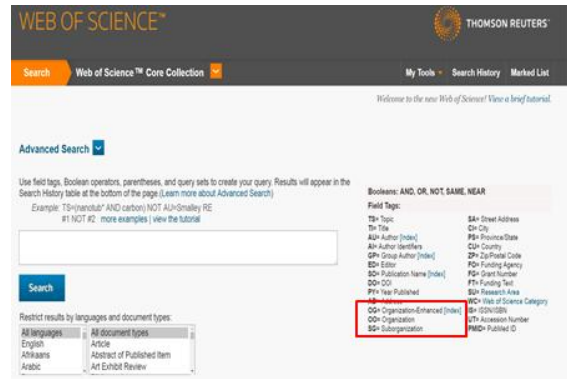 WEB OF SCIENCE™
THOMSON REUTERS®
Search
Web of Science™ Core Collection
My Tools
Search History
Marked List
Welcome to the new Web of Science! View a brief tutorial.
Advanced Search
Use field tags, Boolean operators, parentheses, and query sets to create your query. Results will appear in the
Search History table at the bottom of the page.(Learn more about Advanced Search)
Example: TS=(nanotub* AND carbon) NOT AU=Smalley RE
#1 NOT #2 more examples | view the tutorial
Search
Restrict results by languages and document types:
All languages
English
Afrikaans
Arabic
All document types
Article
Abstract of Published Item
Art Exhibit Review
Booleans: AND, OR, NOT, SAME, NEAR
Field Tags:
TS= Topic
TI= Title
AU= Author [Index]
AI= Author Identifiers
GP= Group Author [Index]
ED= Editor
SO= Publication Name [Index]
DO= DOI
PY= Year Published
AD= Address
OG= Organization-Enhanced [Index]
OO= Organization
SG= Suborganization
SA= Street Address
CI= City
PS= Province/State
CU= Country
ZP= Zip/Postal Code
FO= Funding Agency
FG= Grant Number
FT= Funding Text
SU= Research Area
WC= Web of Science Category
IS= ISSN/ISBN
UT= Accession Number
PMID= PubMed ID